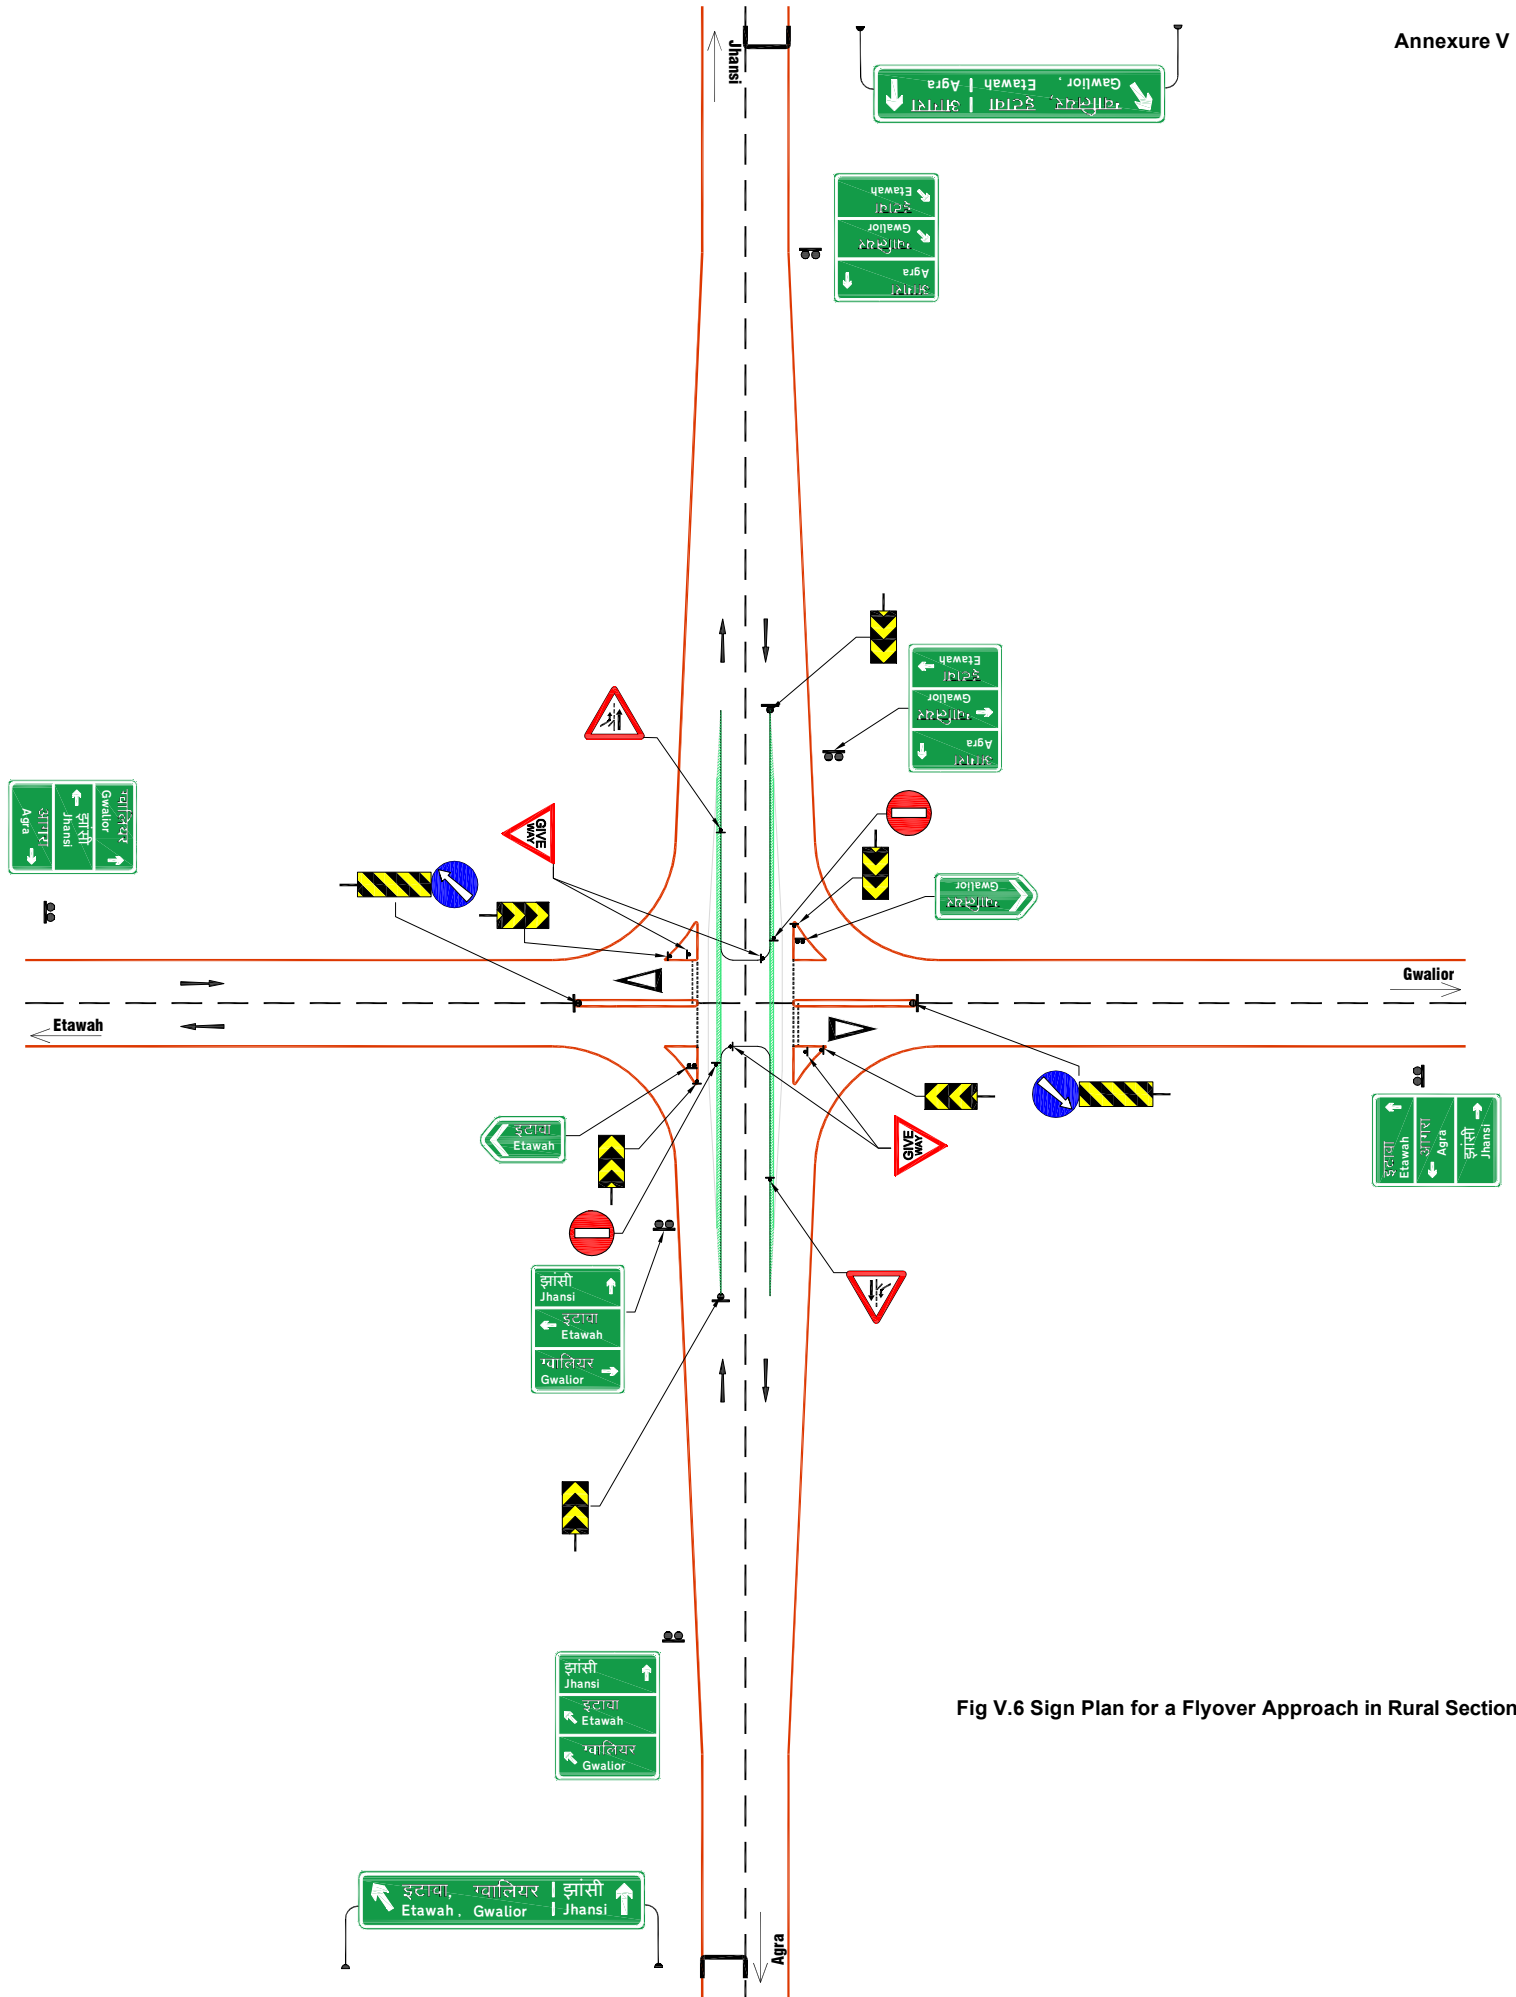 Annexure V
Jhansi
ग्वालियर, इटावा | आगरा
Gawlior , Etawah | Agra
आगरा
Agra
ग्वालियर
Gwalior
इटावा
Etawah
आगरा
Agra
ग्वालियर
Gwalior
इटावा
Etawah
ग्वालियर
Gwalior
झांसी
Jhansi
आगरा
Agra
GIVE
WAY
ग्वालियर
Gwalior
Gwalior
Etawah
इटावा
Etawah
GIVE
WAY
झांसी
Jhansi
आगरा
Agra
इटावा
Etawah
झांसी
Jhansi
इटावा
Etawah
ग्वालियर
Gwalior
झांसी
Jhansi
इटावा
Etawah
ग्वालियर
Gwalior
Fig V.6 Sign Plan for a Flyover Approach in Rural Section
इटावा, ग्वालियर | झांसी
Etawah , Gwalior | Jhansi
Agra